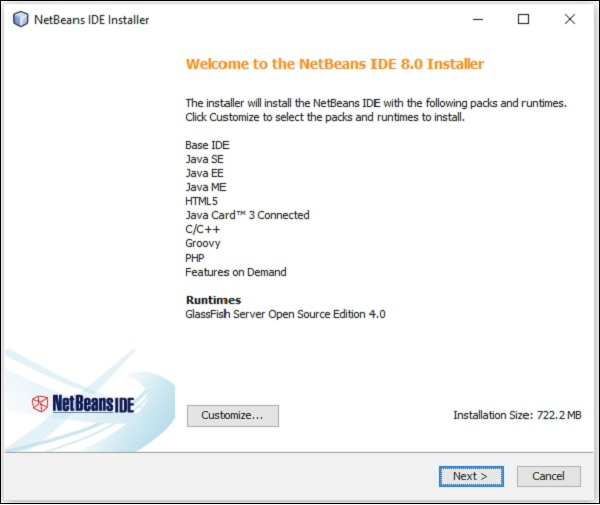 NetBeans IDE Installer
Welcome to the NetBeans IDE 8.0 Installer
The installer will install the NetBeans IDE with the following packs and runtimes.
Click Customize to select the packs and runtimes to install.
Base IDE
Java SE
Java EE
Java ME
HTML5
Java Card™ 3 Connected
C/C++
Groovy
PHP
Features on Demand
Runtimes
GlassFish Server Open Source Edition 4.0
NetBeans IDE
Customize...
Installation Size: 722.2 MB
Next >
Cancel